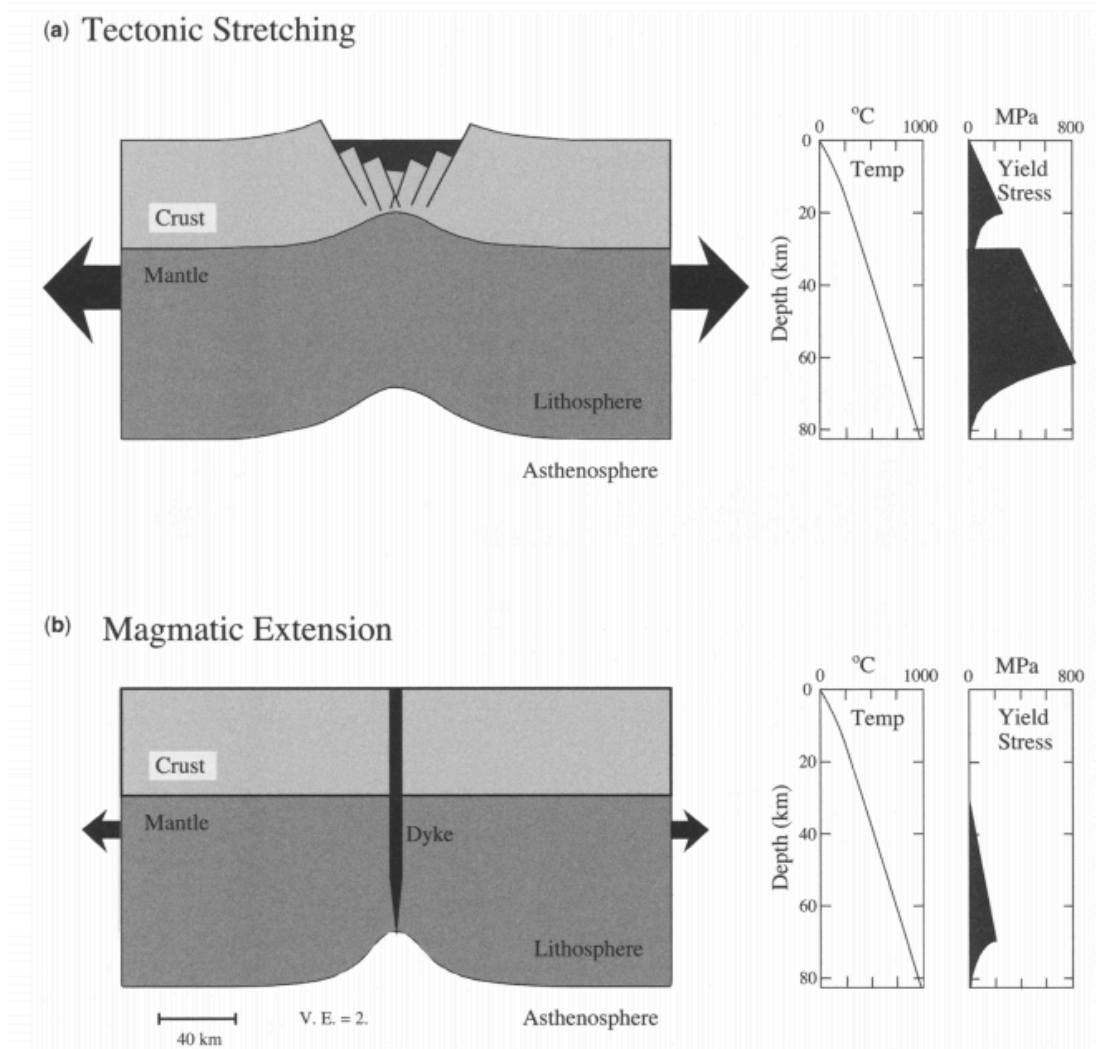 (a) Tectonic Stretching
°C
MPa
0 1000 0 800
0
20
40
60
80
Depth (km)
Temp
Yield
Stress
Crust
Mantle
Lithosphere
Asthenosphere
(b) Magmatic Extension
°C
MPa
0 1000 0 800
0
20
40
60
80
Depth (km)
Temp
Yield
Stress
Crust
Mantle
Dyke
Lithosphere
Asthenosphere
40 km
V. E. = 2.